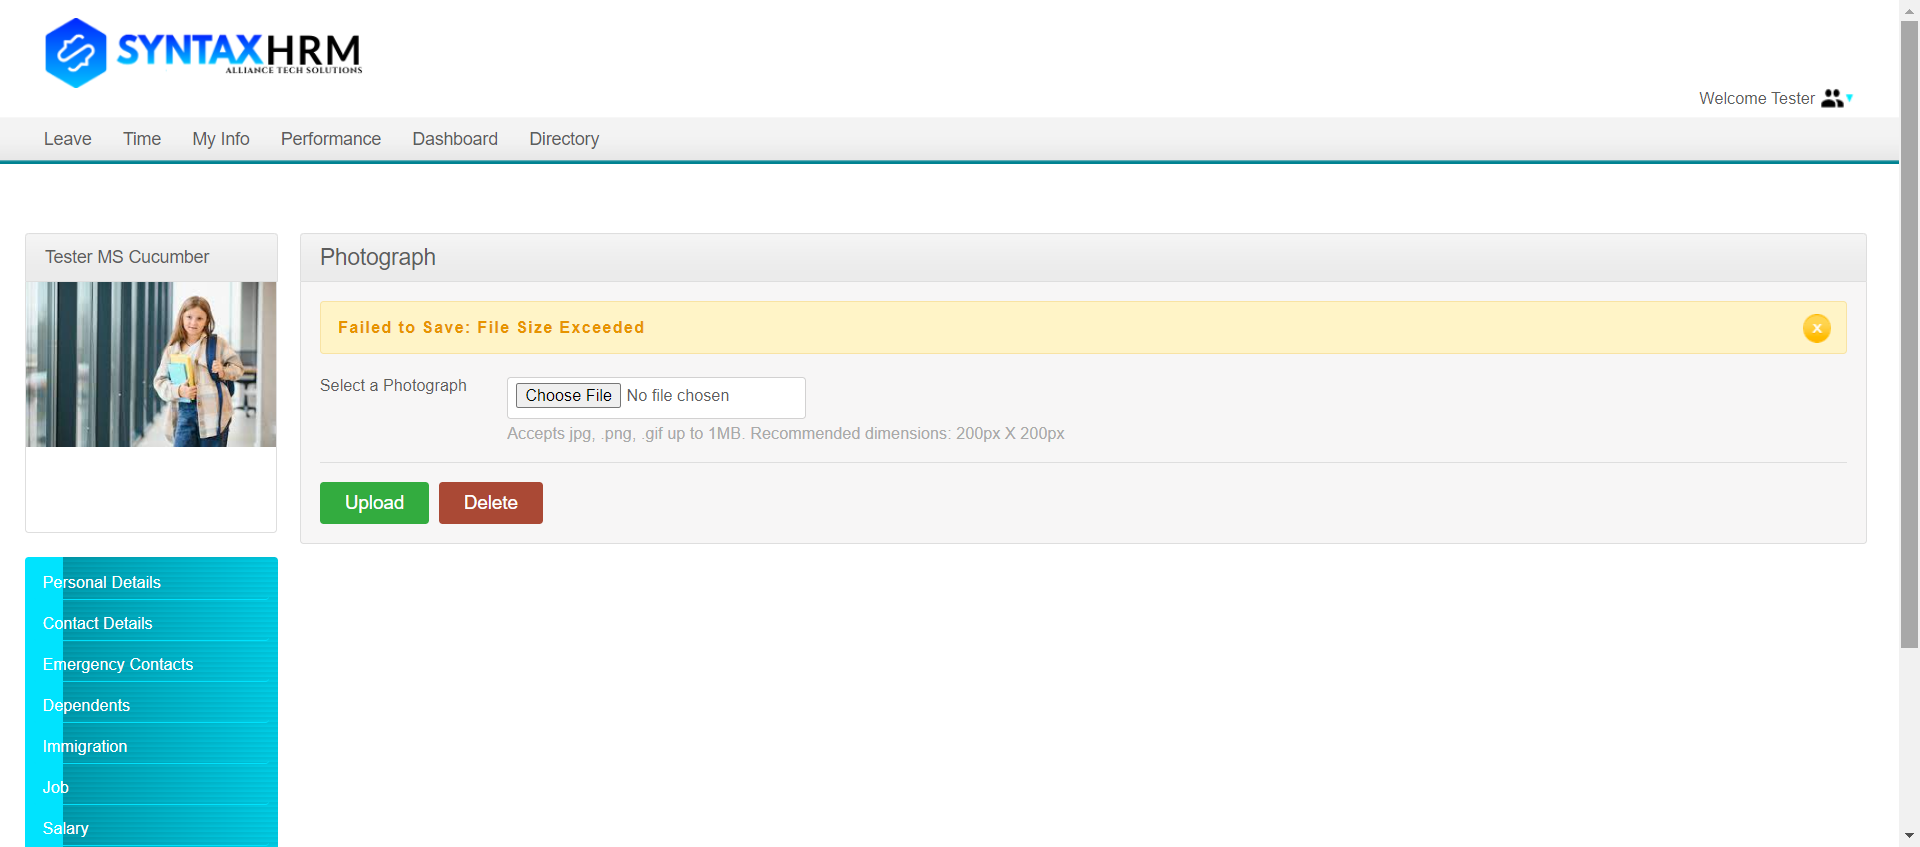 SYNTAXHRM
ALLIANCE TECH SOLUTIONS
Welcome Tester
Leave Time My Info Performance Dashboard Directory
Tester MS Cucumber
Photograph
Failed to Save: File Size Exceeded
x
Select a Photograph
Choose File No file chosen
Accepts jpg, .png, .gif up to 1MB. Recommended dimensions: 200px X 200px
Upload Delete
Personal Details
Contact Details
Emergency Contacts
Dependents
Immigration
Job
Salary